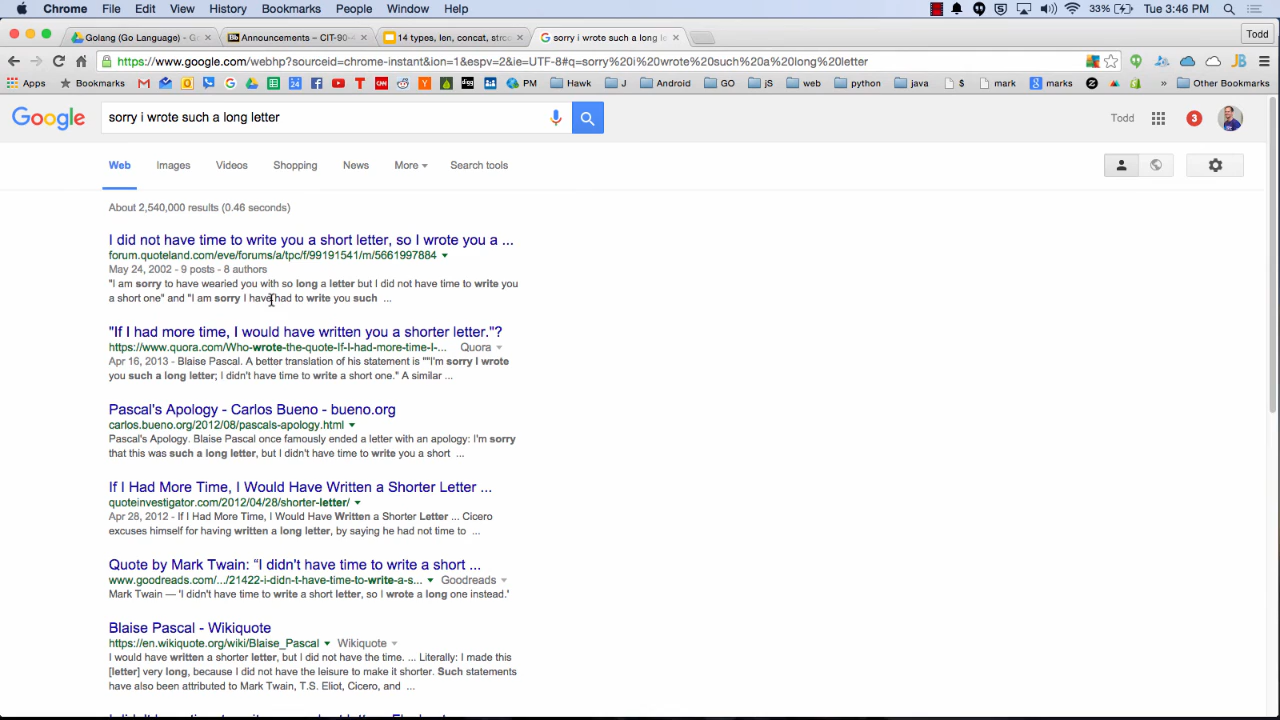 Chrome File Edit View History Bookmarks People Window Help 33% Tue 3:46 PM
Golang (Go Language) - G
Announcements – CIT-90-
14 types, len, concat, stro
sorry i wrote such a long le
Todd
https://www.google.com/webhp?sourceid=chrome-instant&ion=1&espv=2&ie=UTF-8#q=sorry%20i%20wrote%20such%20a%20long%20letter
Apps Bookmarks PM Hawk J Android GO jS web python java $ mark marks Other Bookmarks
Google
sorry i wrote such a long letter
Todd
3
Web Images Videos Shopping News More Search tools
About 2,540,000 results (0.46 seconds)
I did not have time to write you a short letter, so I wrote you a ...
forum.quoteland.com/eve/forums/a/tpc/f/99191541/m/5661997884
May 24, 2002 - 9 posts - 8 authors
"I am sorry to have wearied you with so long a letter but I did not have time to write you
a short one" and "I am sorry I have had to write you such ...
"If I had more time, I would have written you a shorter letter."?
https://www.quora.com/Who-wrote-the-quote-If-I-had-more-time-I-... Quora
Apr 16, 2013 - Blaise Pascal. A better translation of his statement is ""I'm sorry I wrote
you such a long letter; I didn't have time to write a short one." A similar ...
Pascal's Apology - Carlos Bueno - bueno.org
carlos.bueno.org/2012/08/pascals-apology.html
Pascal's Apology. Blaise Pascal once famously ended a letter with an apology: I'm sorry
that this was such a long letter, but I didn't have time to write you a short ...
If I Had More Time, I Would Have Written a Shorter Letter ...
quoteinvestigator.com/2012/04/28/shorter-letter/
Apr 28, 2012 - If I Had More Time, I Would Have Written a Shorter Letter ... Cicero
excuses himself for having written a long letter, by saying he had not time to ...
Quote by Mark Twain: “I didn't have time to write a short ...
www.goodreads.com/.../21422-i-didn-t-have-time-to-write-a-s... Goodreads
Mark Twain — 'I didn't have time to write a short letter, so I wrote a long one instead.'
Blaise Pascal - Wikiquote
https://en.wikiquote.org/wiki/Blaise_Pascal Wikiquote
I would have written a shorter letter, but I did not have the time. ... Literally: I made this
[letter] very long, because I did not have the leisure to make it shorter. Such statements
have also been attributed to Mark Twain, T.S. Eliot, Cicero, and ...